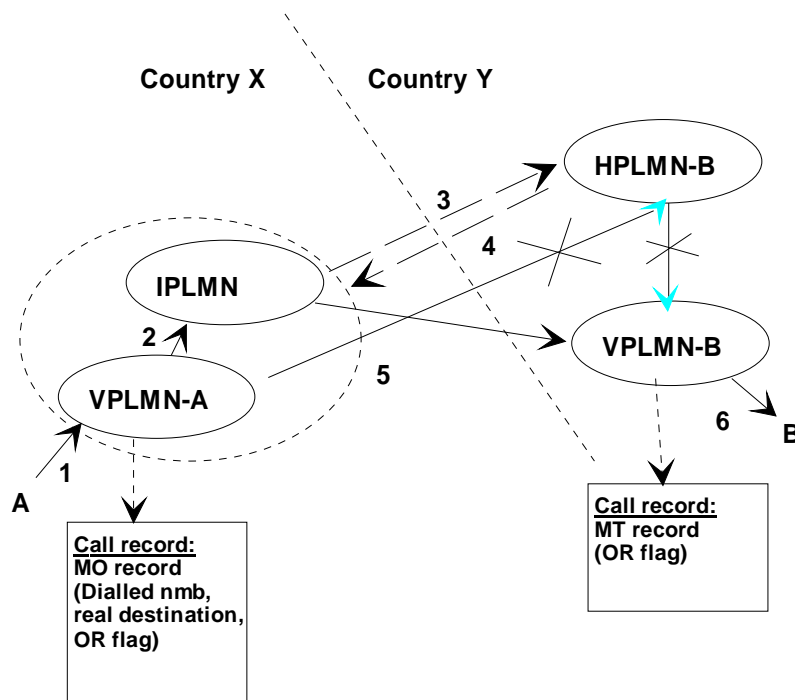 Country X
Country Y
HPLMN-B
3
4
IPLMN
2
VPLMN-B
5
VPLMN-A
6
B
1
A
Call record:
MT record
(OR flag)
Call record:
MO record
(Dialled nmb,
real destination,
OR flag)